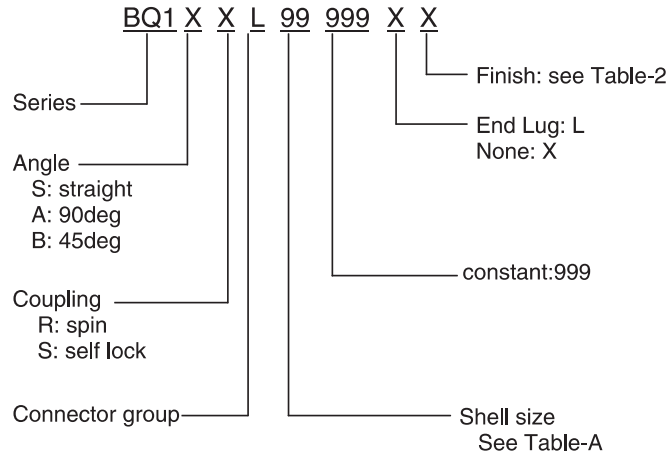 BQ1 X X L 99 999 X X
Finish: see Table-2
Series
End Lug: L
None: X
Angle
S: straight
A: 90deg
B: 45deg
constant:999
Coupling
R: spin
S: self lock
Connector group
Shell size
See Table-A